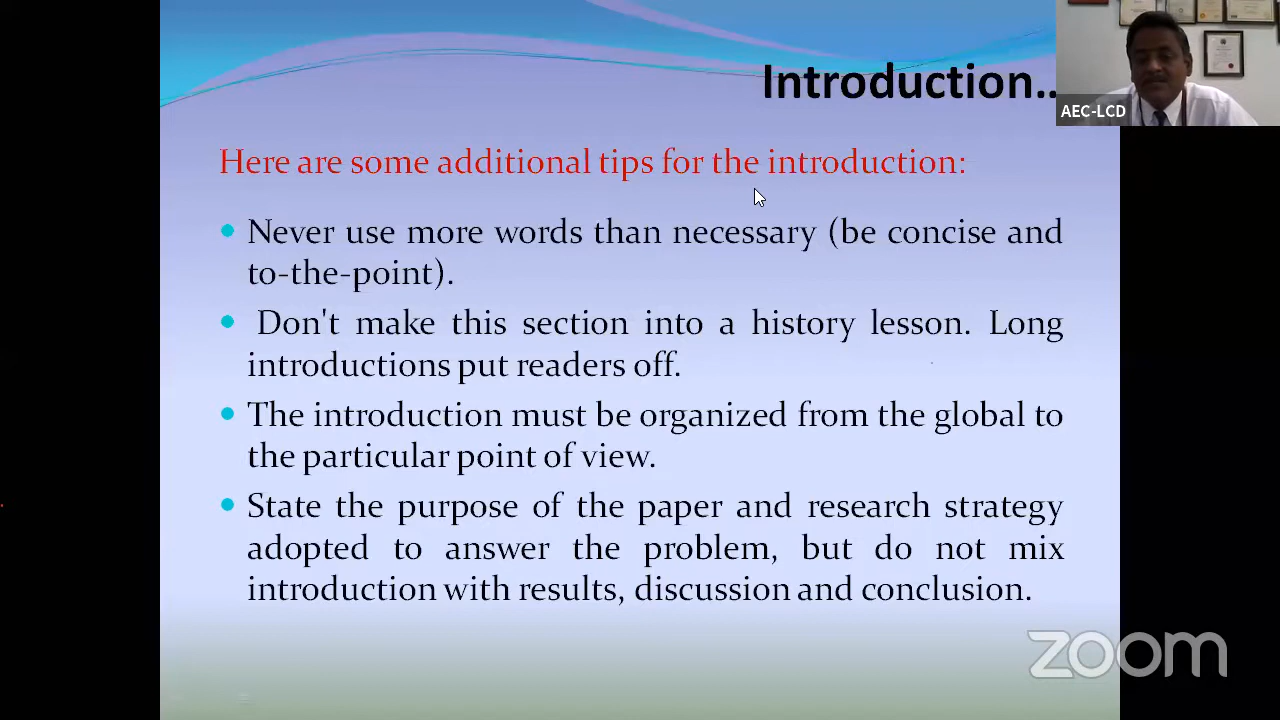 Introduction..
AEC-LCD
Here are some additional tips for the introduction:
Never use more words than necessary (be concise and
to-the-point).
Don't make this section into a history lesson. Long
introductions put readers off.
The introduction must be organized from the global to
the particular point of view.
State the purpose of the paper and research strategy
adopted to answer the problem, but do not mix
introduction with results, discussion and conclusion.
zoom